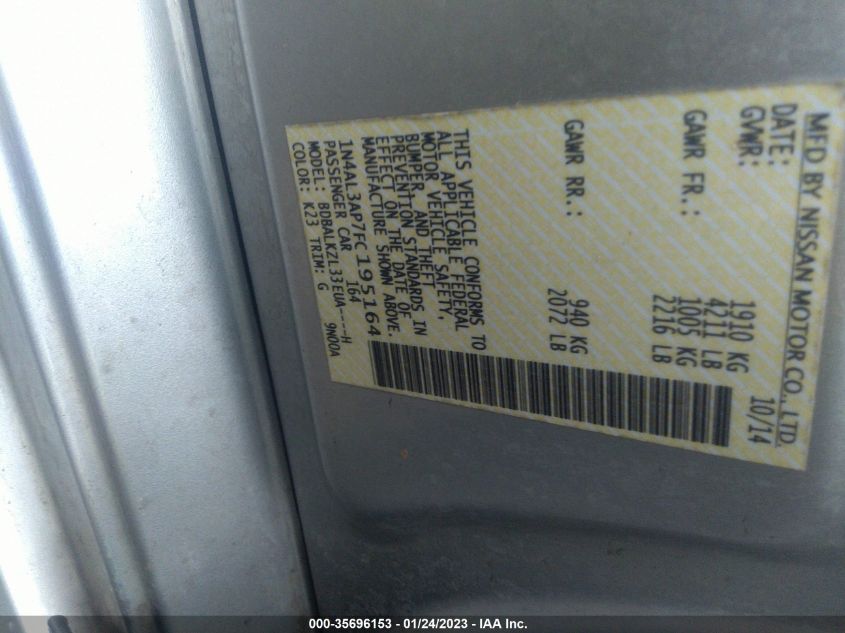 MFD BY NISSAN MOTOR CO., LTD.
DATE: 10/14
GVWR: 1910 KG
4211 LB
GAWR FR.: 1005 KG
2216 LB
GAWR RR.: 940 KG
2072 LB
THIS VEHICLE CONFORMS TO
ALL APPLICABLE FEDERAL
MOTOR VEHICLE SAFETY,
BUMPER AND THEFT
PREVENTION STANDARDS IN
EFFECT ON THE DATE OF
MANUFACTURE SHOWN ABOVE.
1N4AL3AP7FC195164
PASSENGER CAR 164
MODEL: BDBALKZL33EUA----H
COLOR: K23 TRIM: G 9N00A
000-35696153 - 01/24/2023 - IAA Inc.